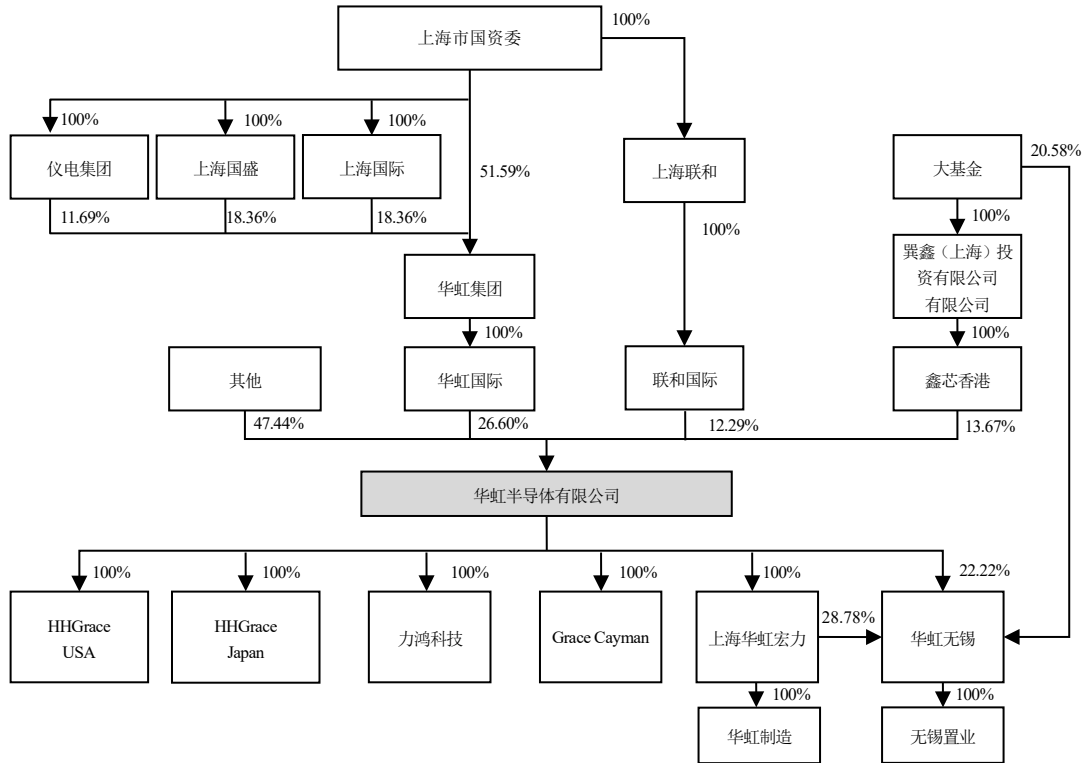 100%
上海市国资委
100%
100%
100%
20.58%
仪电集团
上海国盛
上海国际
51.59%
上海联和
大基金
11.69%
18.36%
18.36%
100%
100%
巽鑫（上海）投
资有限公司
有限公司
华虹集团
100%
100%
其他
华虹国际
联和国际
鑫芯香港
47.44%
26.60%
12.29%
13.67%
华虹半导体有限公司
100%
100%
100%
100%
100%
22.22%
HHGrace
USA
HHGrace
Japan
力鸿科技
Grace Cayman
上海华虹宏力
28.78%
华虹无锡
100%
100%
华虹制造
无锡置业